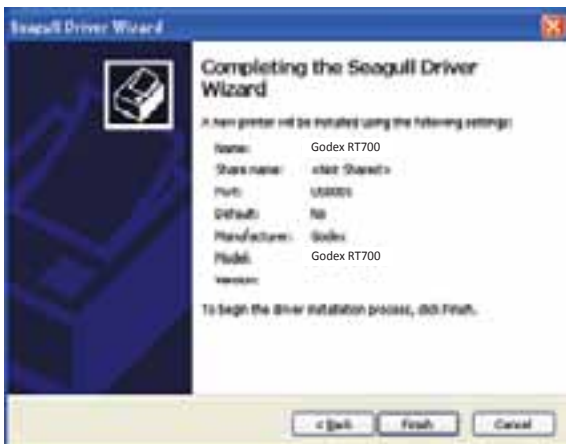 Seagull Driver Wizard
Completing the Seagull Driver
Wizard
A new printer will be installed using the following settings:
Name: Godex RT700
Share name: <Not Shared>
Port: USB001
Default: No
Manufacturer: Godex
Model: Godex RT700
Version:
To begin the driver installation process, click Finish.
< Back Finish Cancel